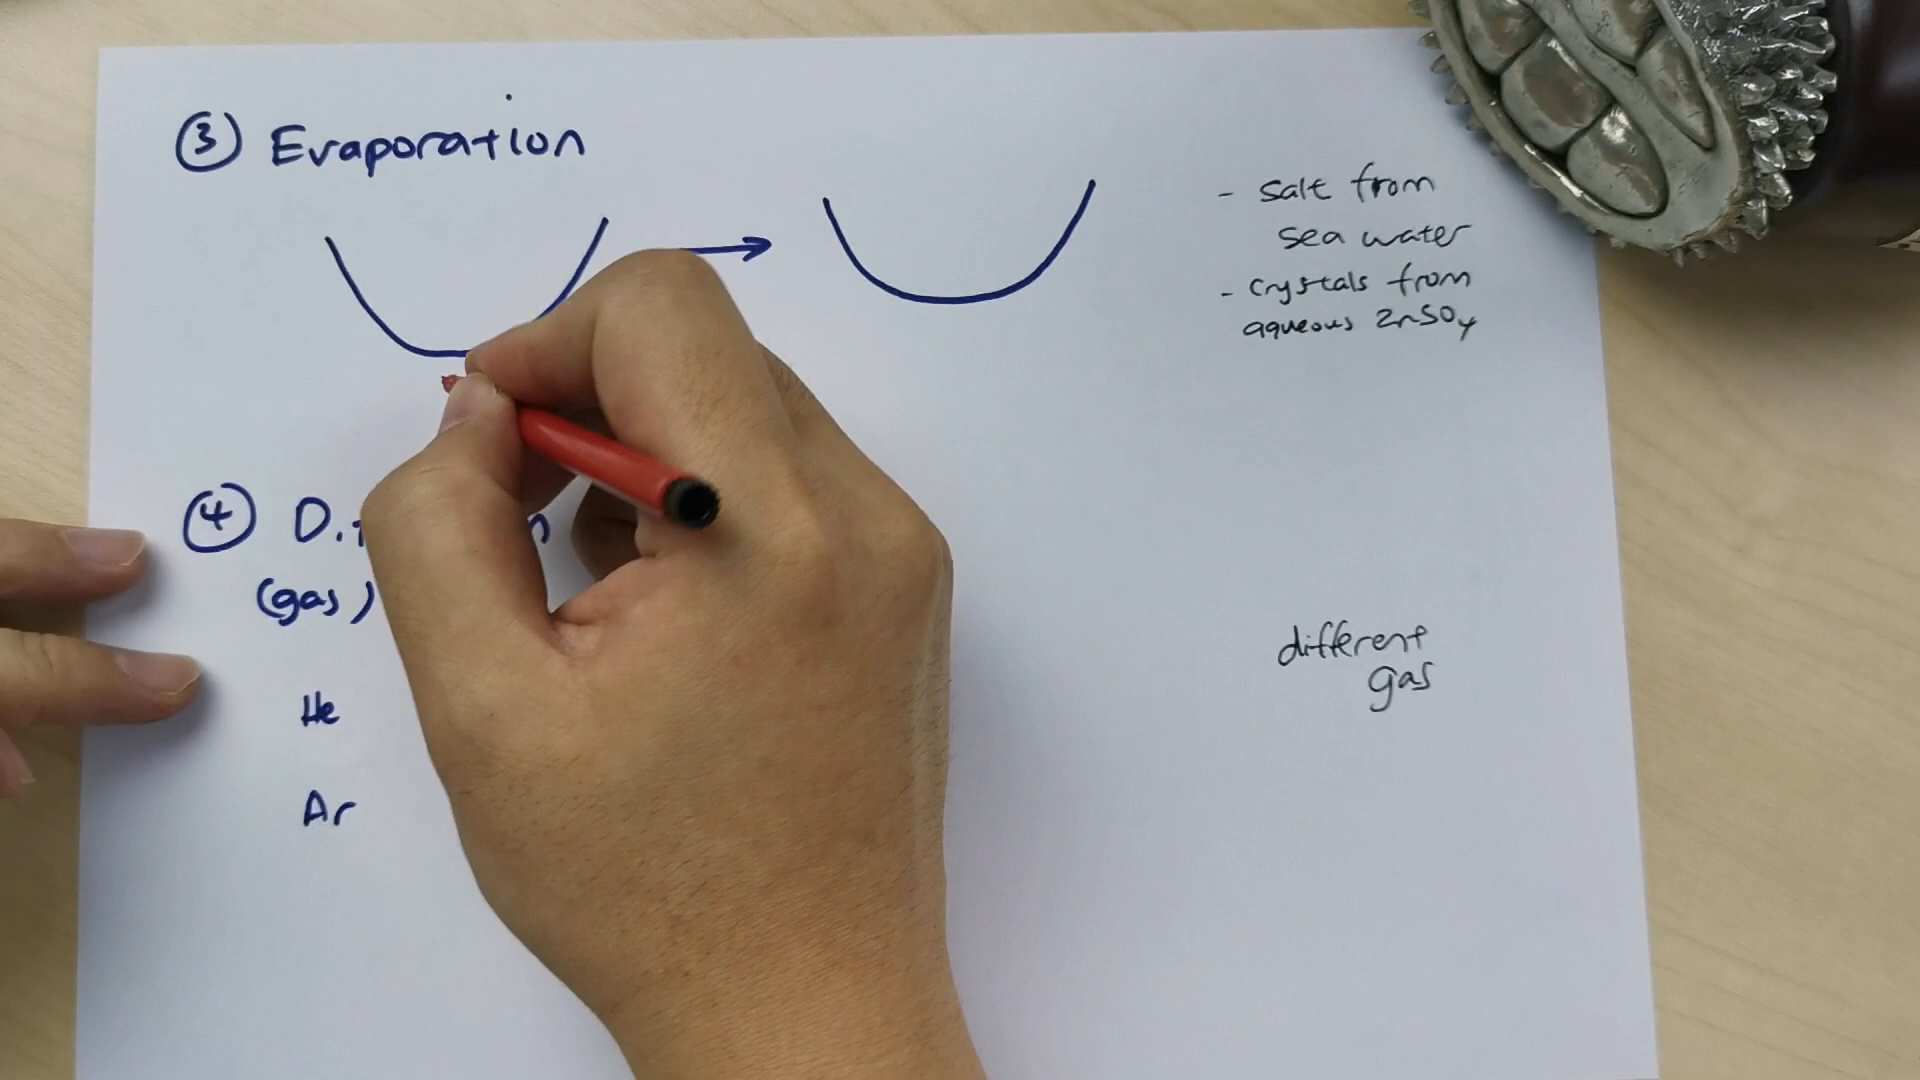 ③ Evaporation
- salt from
sea water
- crystals from
aqueous ZnSO4
④
(gas)
different
gas
He
Ar